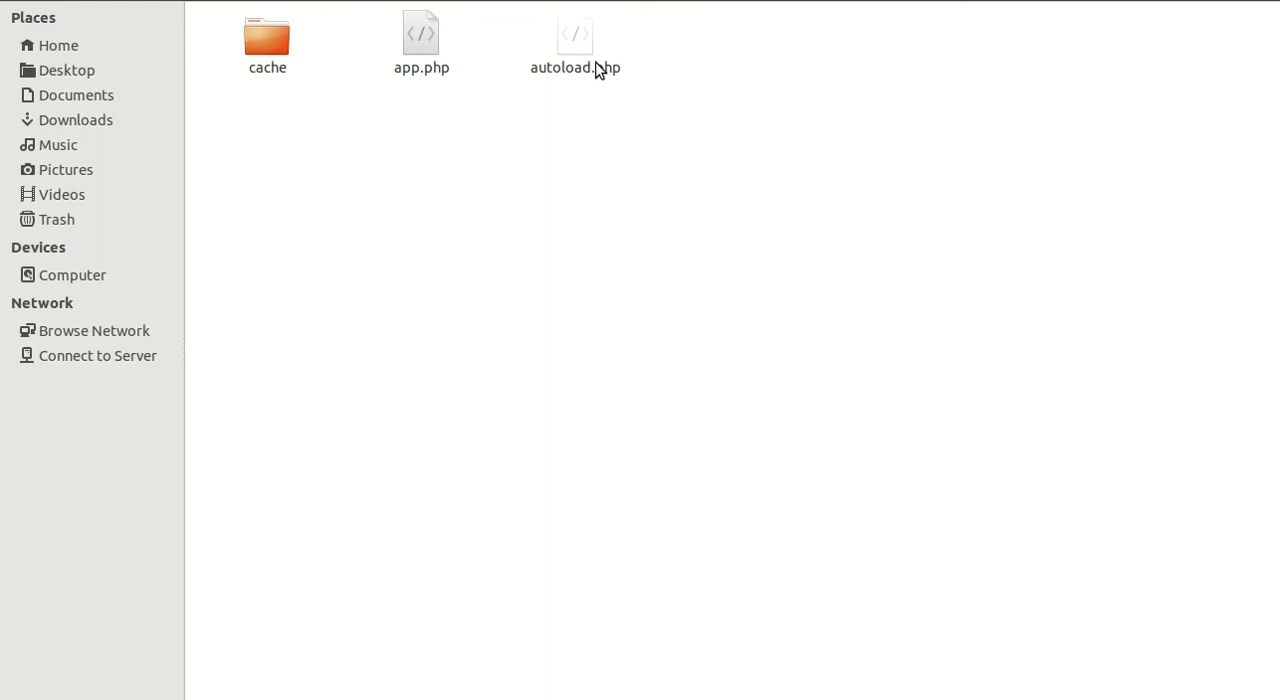 Places
Home
Desktop
Documents
Downloads
Music
Pictures
Videos
Trash
Devices
Computer
Network
Browse Network
Connect to Server
cache
app.php
autoload.php